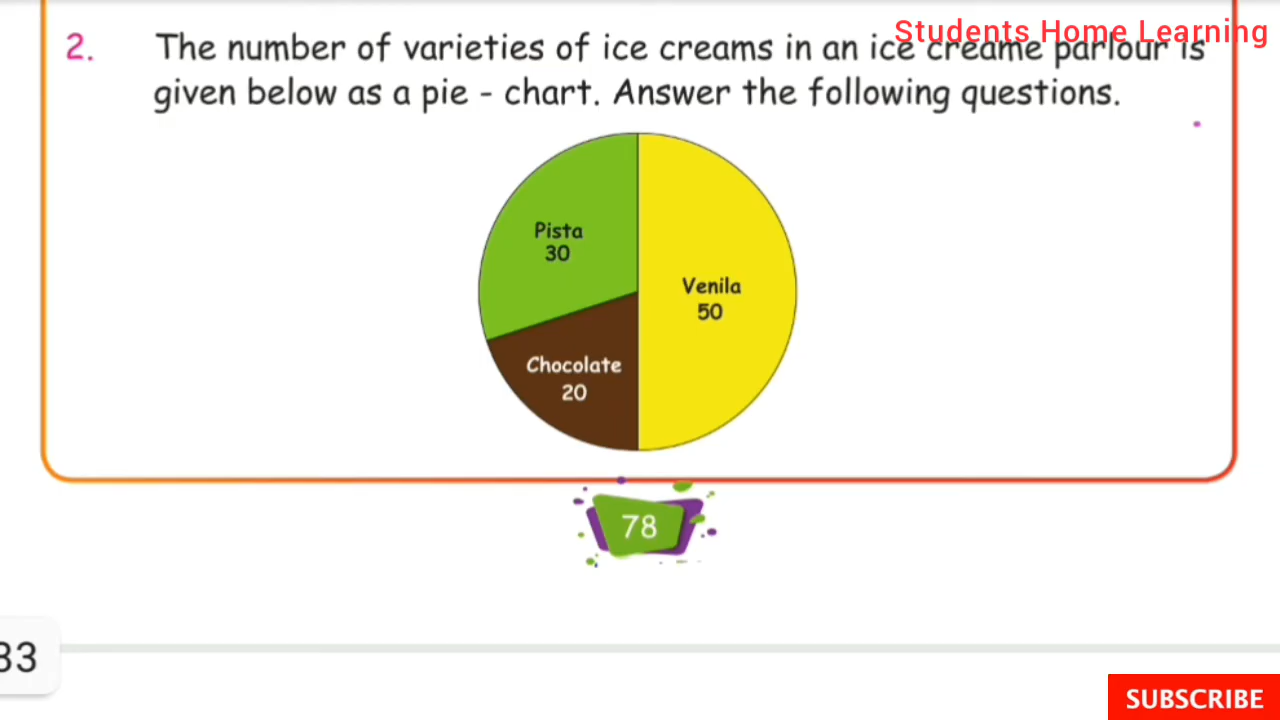 Students Home Learning
2. The number of varieties of ice creams in an ice creame parlour is
given below as a pie - chart. Answer the following questions.
Pista
30
Venila
50
Chocolate
20
78
33
SUBSCRIBE